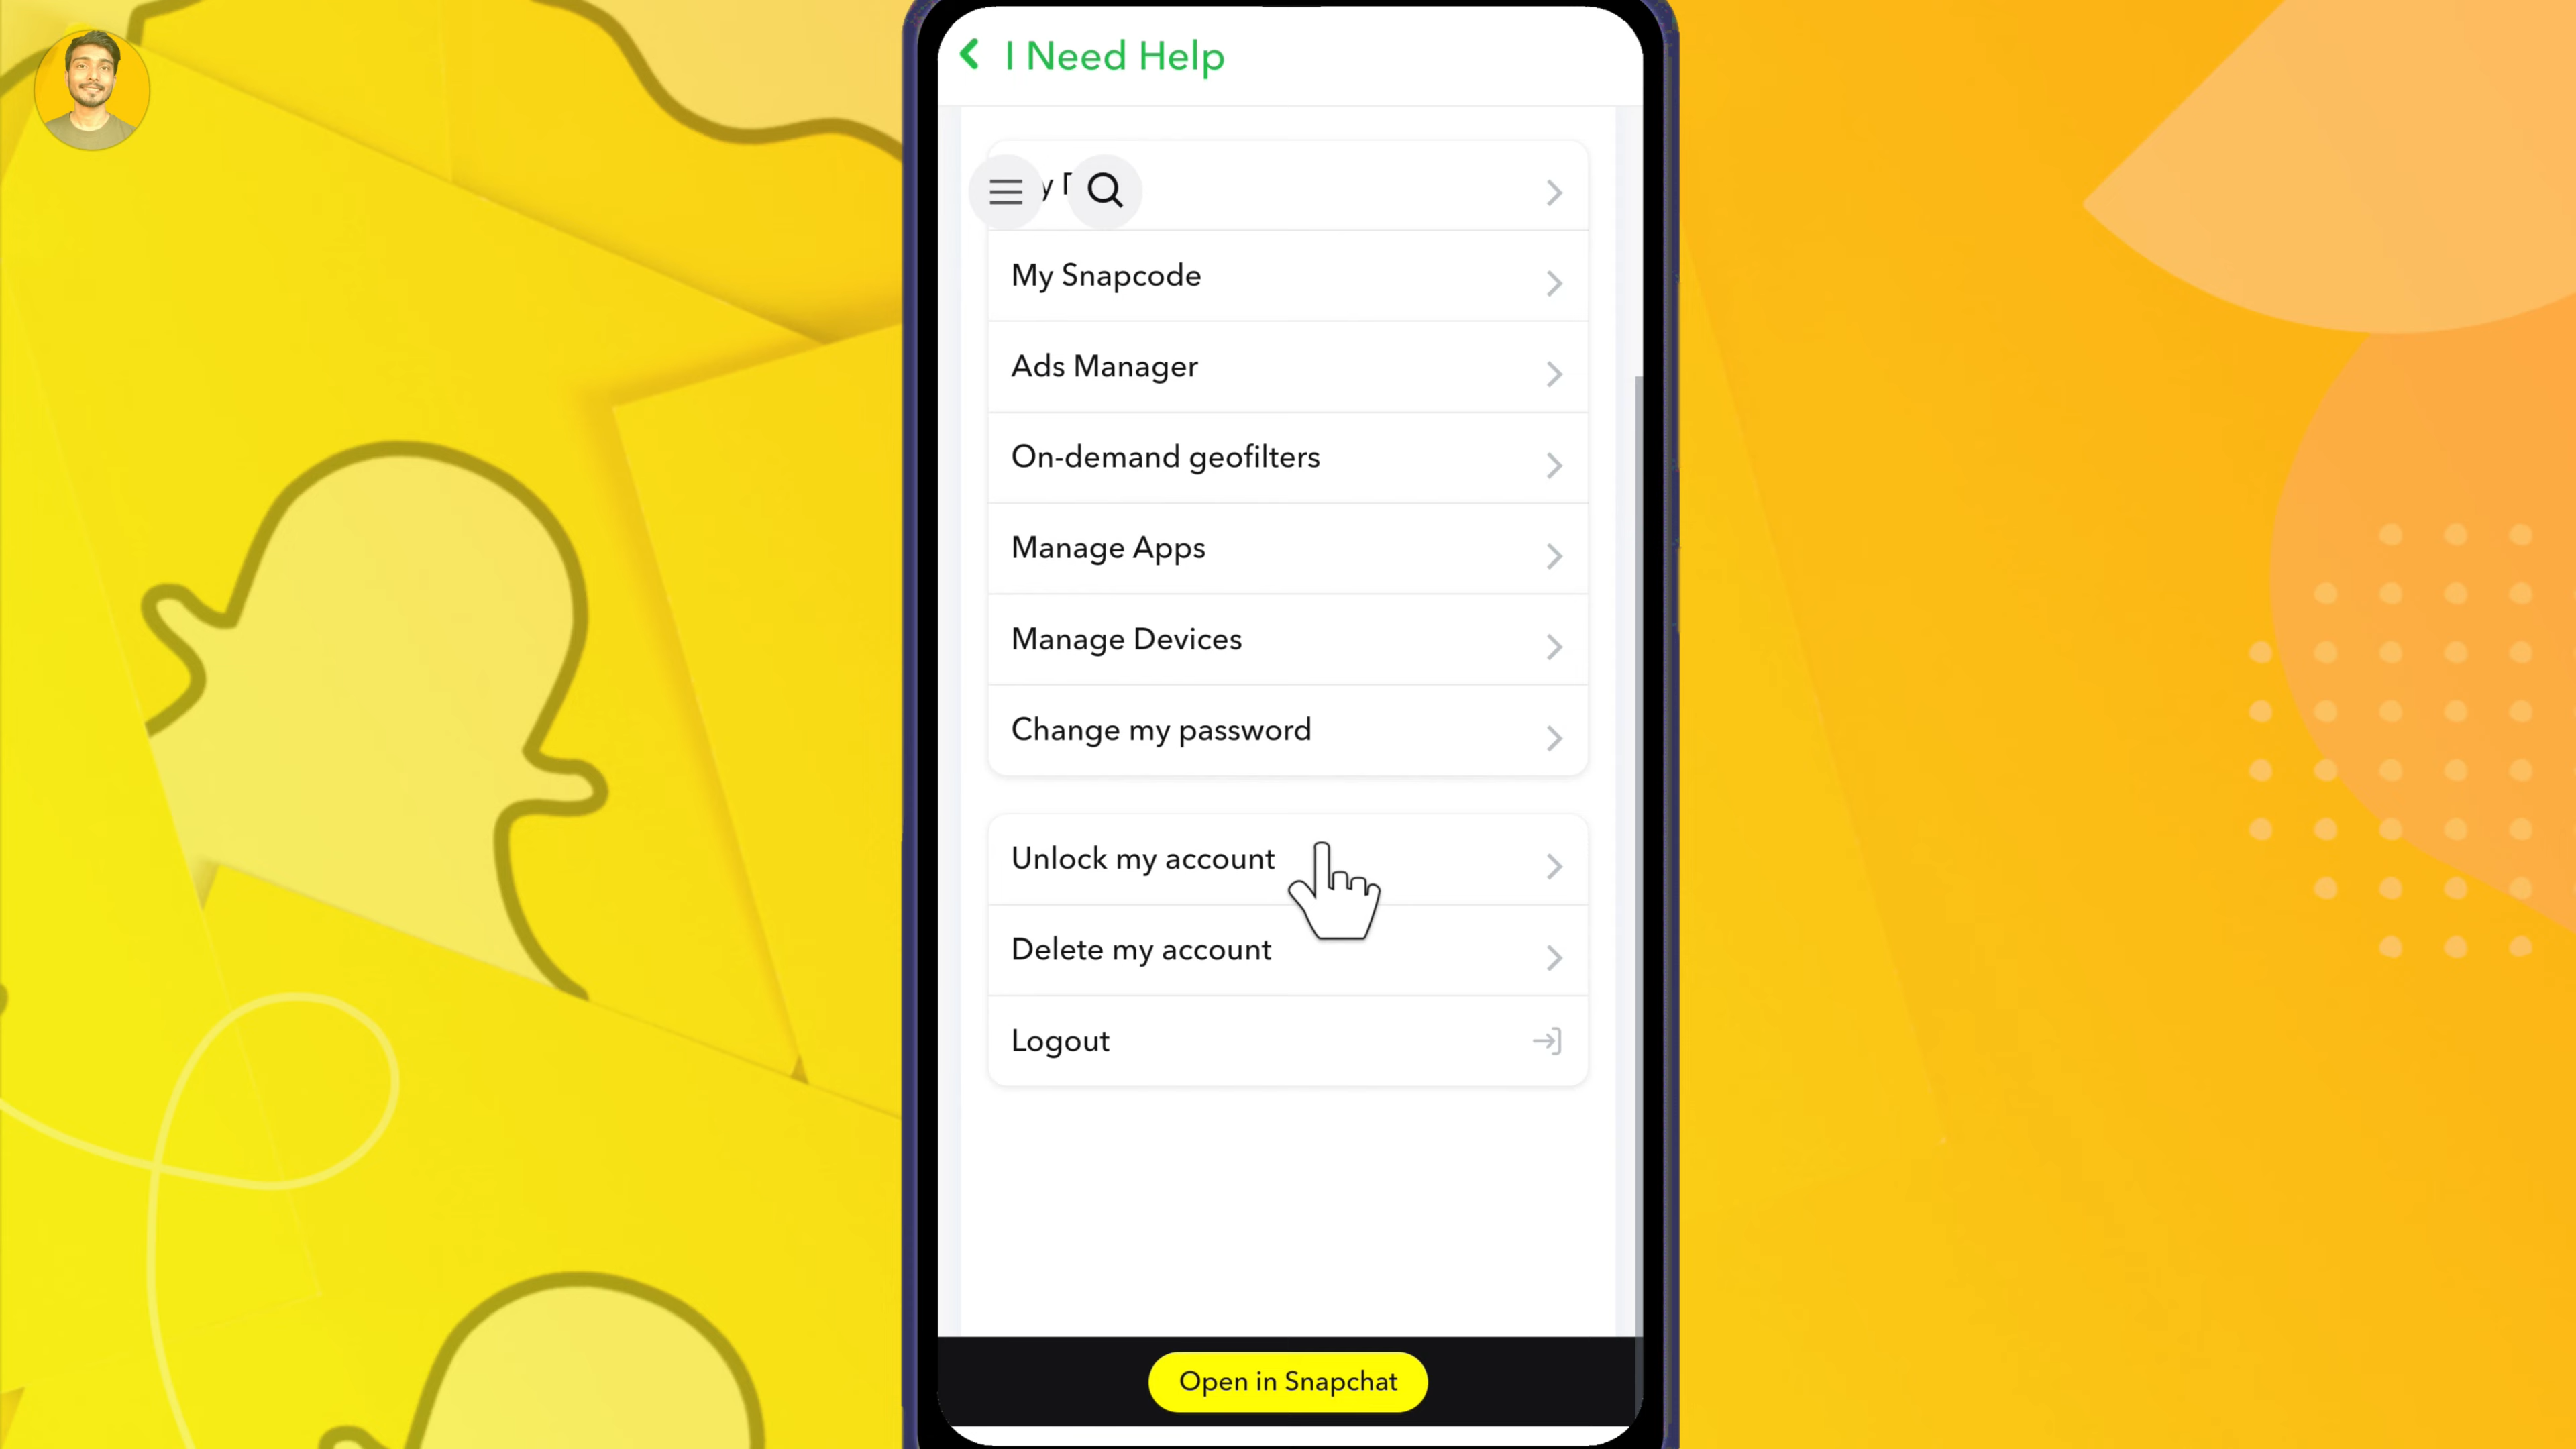 I Need Help
My Snapcode
Ads Manager
On-demand geofilters
Manage Apps
Manage Devices
Change my password
Unlock my account
Delete my account
Logout
Open in Snapchat